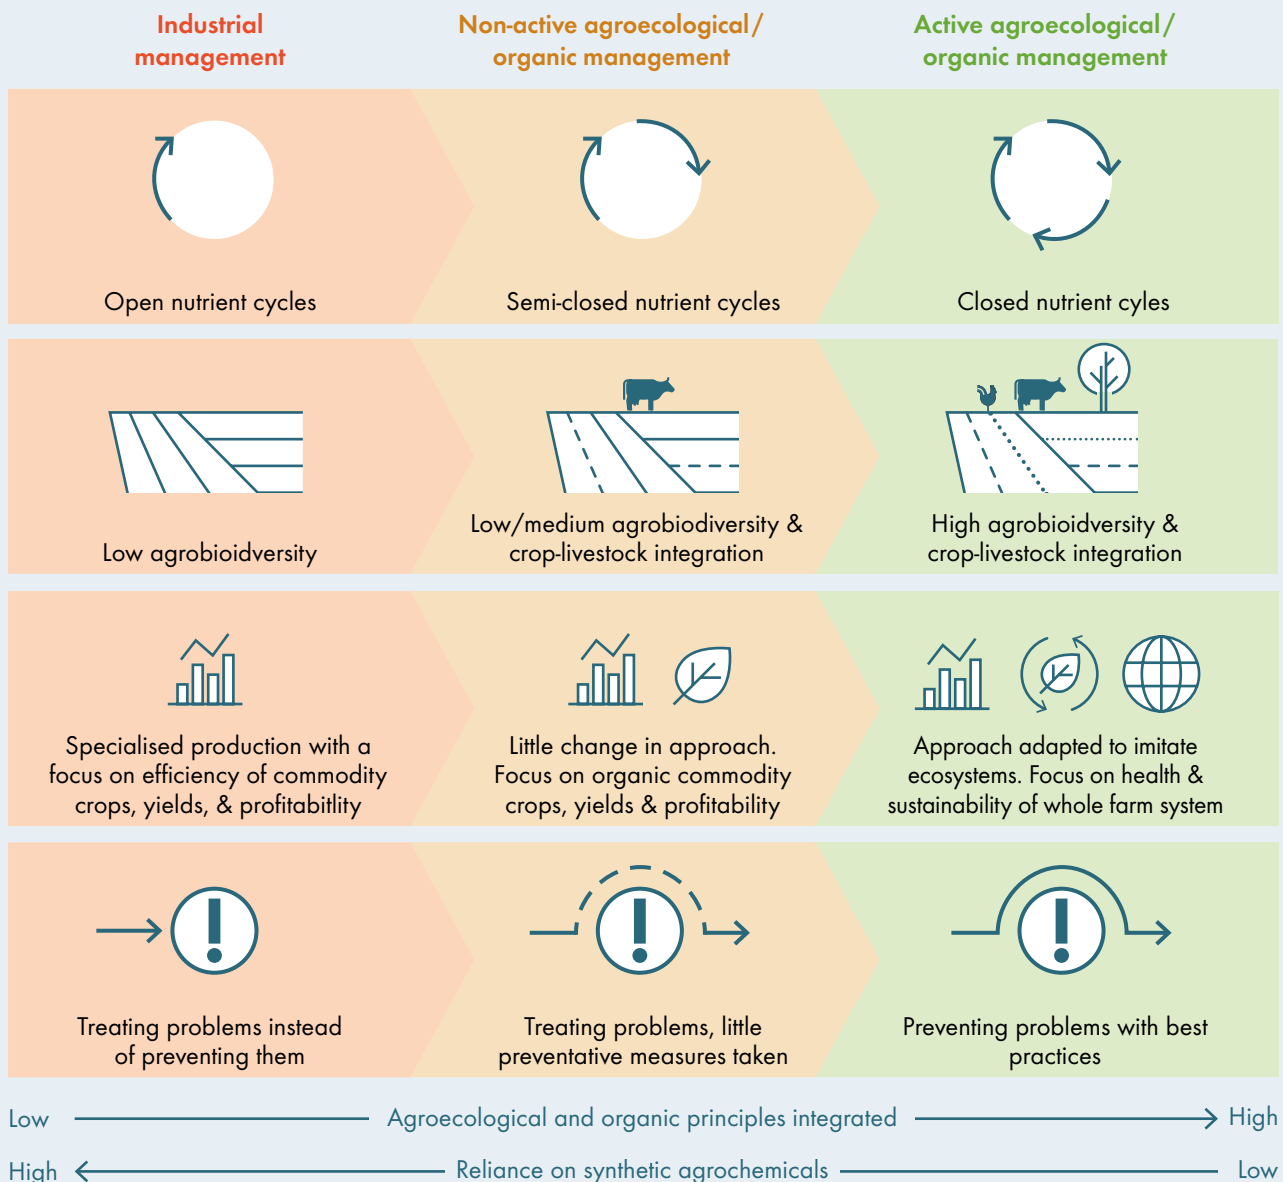 Industrial
management
Non-active agroecological/
organic management
Active agroecological/
organic management
Open nutrient cycles
Semi-closed nutrient cycles
Closed nutrient cyles
Low agrobioidversity
Low/medium agrobiodiversity &
crop-livestock integration
High agrobioidversity &
crop-livestock integration
Specialised production with a
focus on efficiency of commodity
crops, yields, & profitabitlity
Little change in approach.
Focus on organic commodity
crops, yields & profitability
Approach adapted to imitate
ecosystems. Focus on health &
sustainability of whole farm system
Treating problems instead
of preventing them
Treating problems, little
preventative measures taken
Preventing problems with best
practices
Low Agroecological and organic principles integrated High
High Reliance on synthetic agrochemicals Low